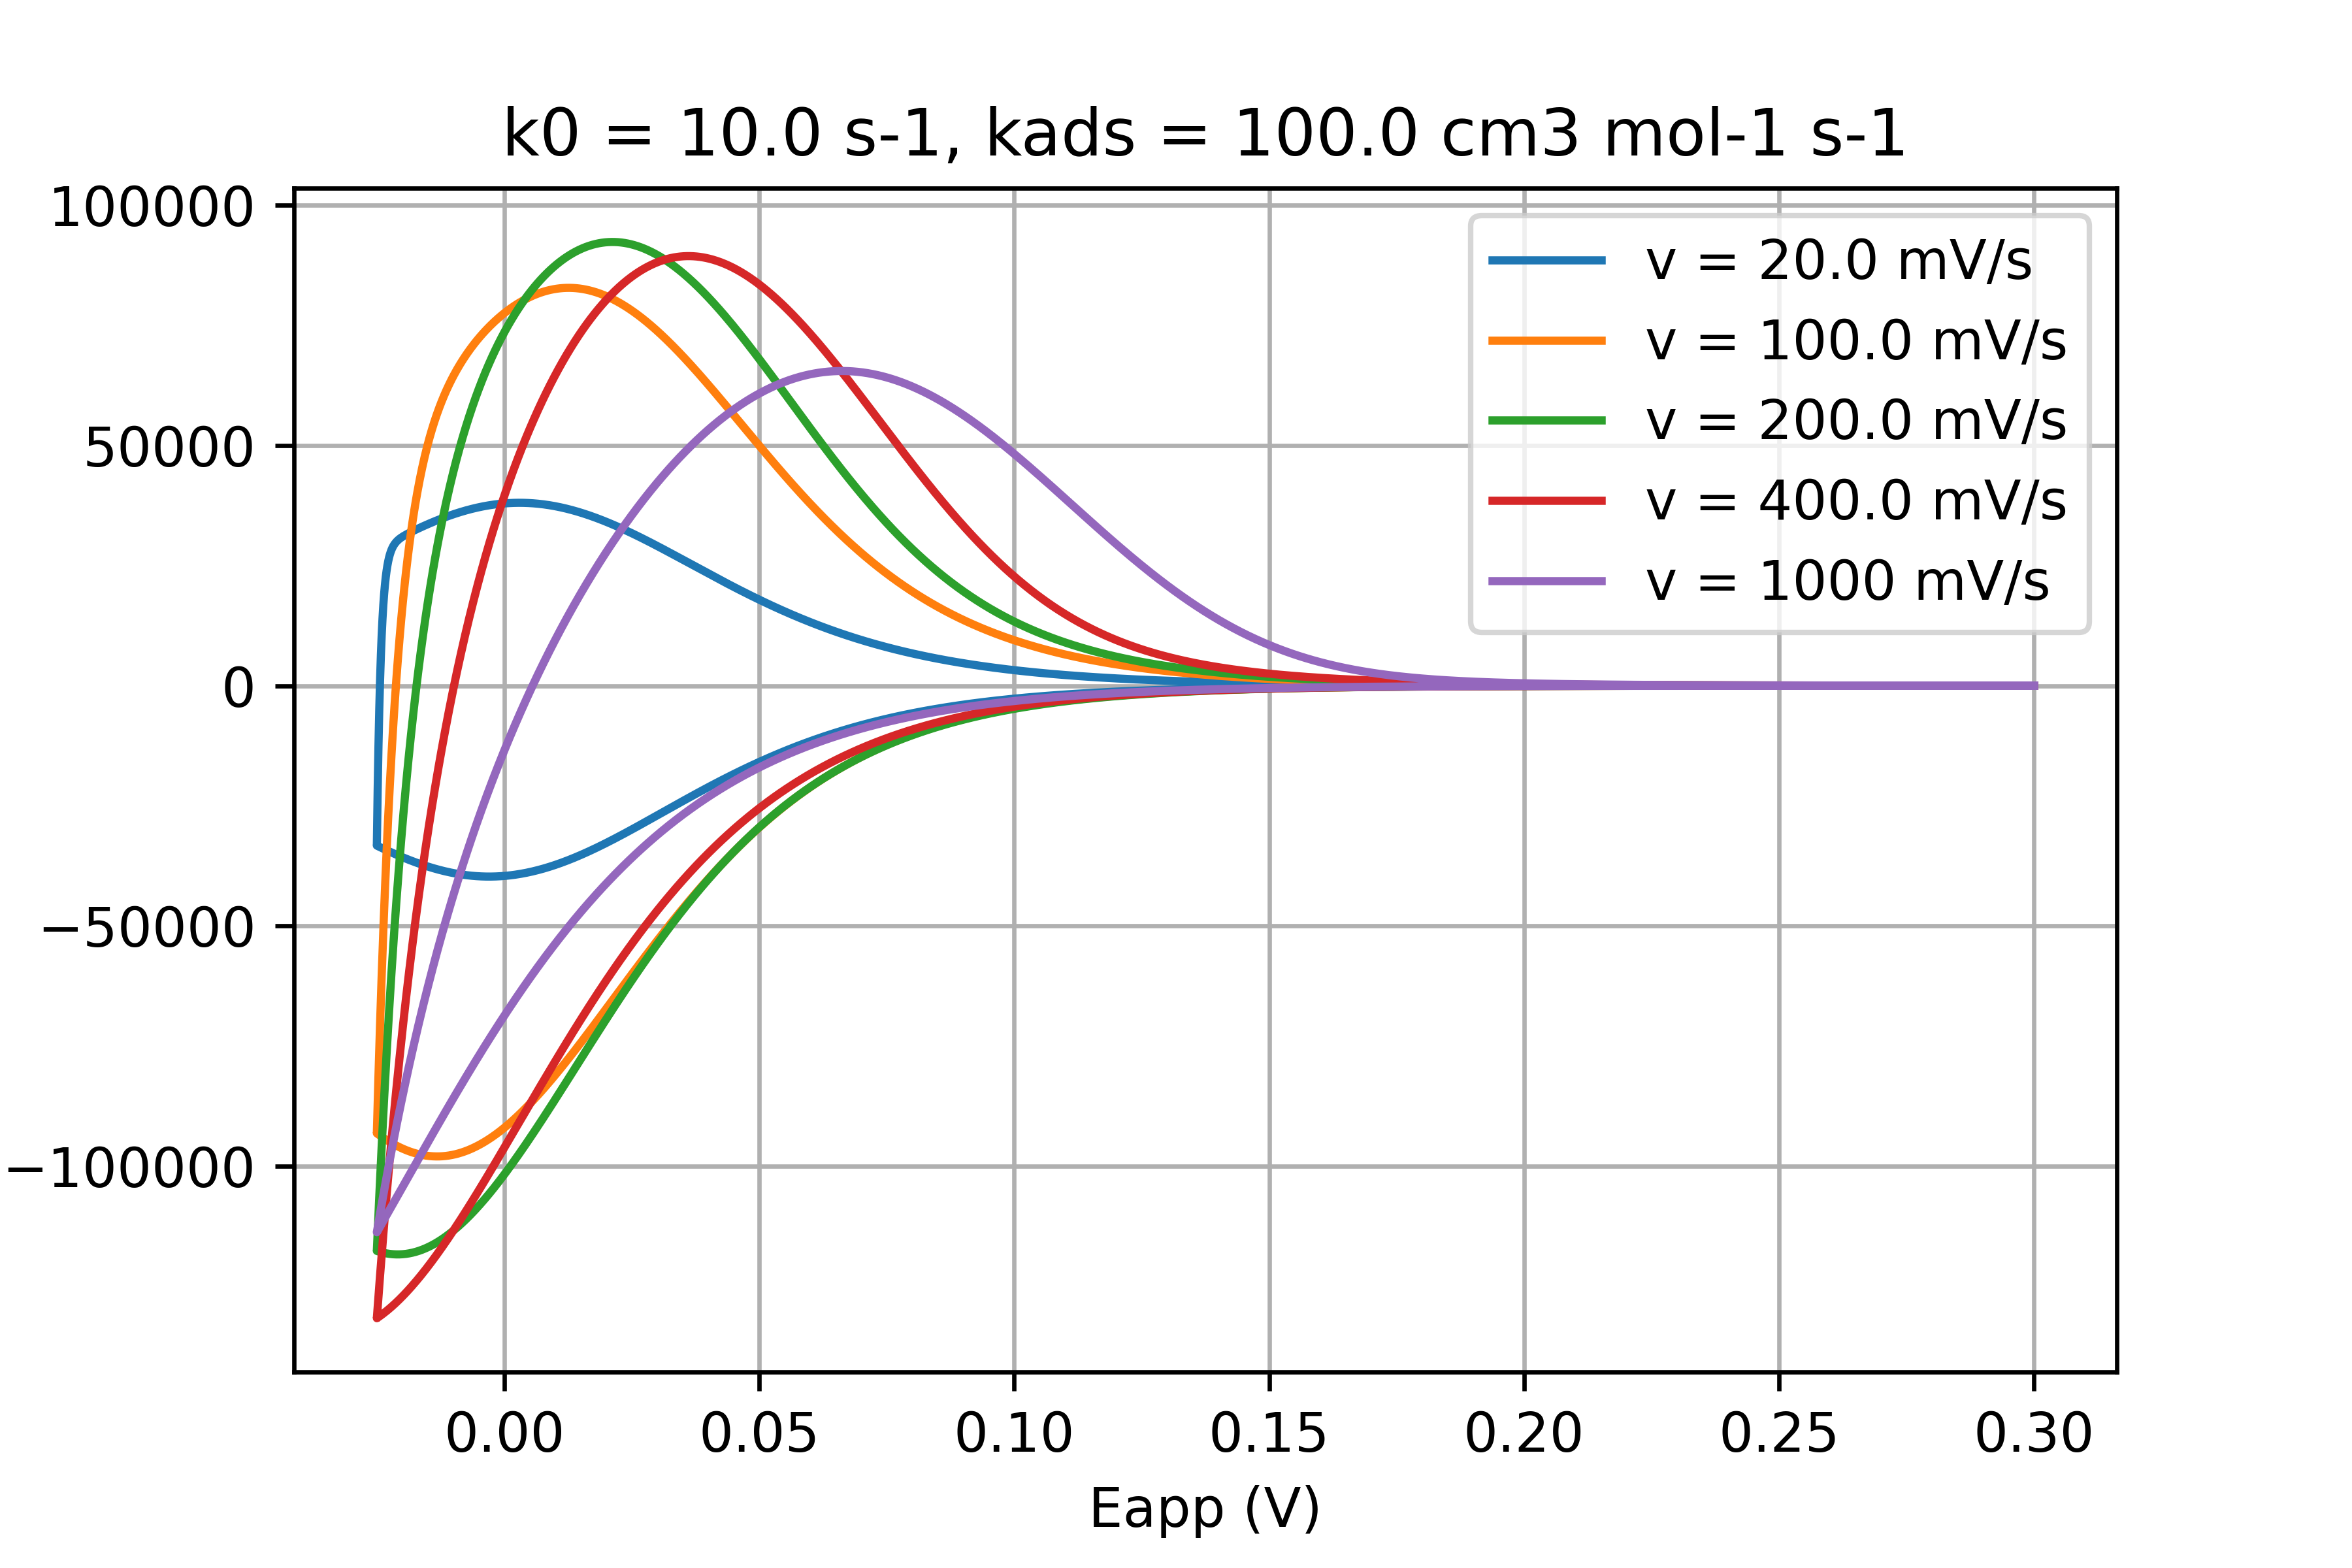 k0 = 10.0 s-1, kads = 100.0 cm3 mol-1 s-1
100000
50000
0
−50000
−100000
v = 20.0 mV/s
v = 100.0 mV/s
v = 200.0 mV/s
v = 400.0 mV/s
v = 1000 mV/s
0.00 0.05 0.10 0.15 0.20 0.25 0.30
Eapp (V)